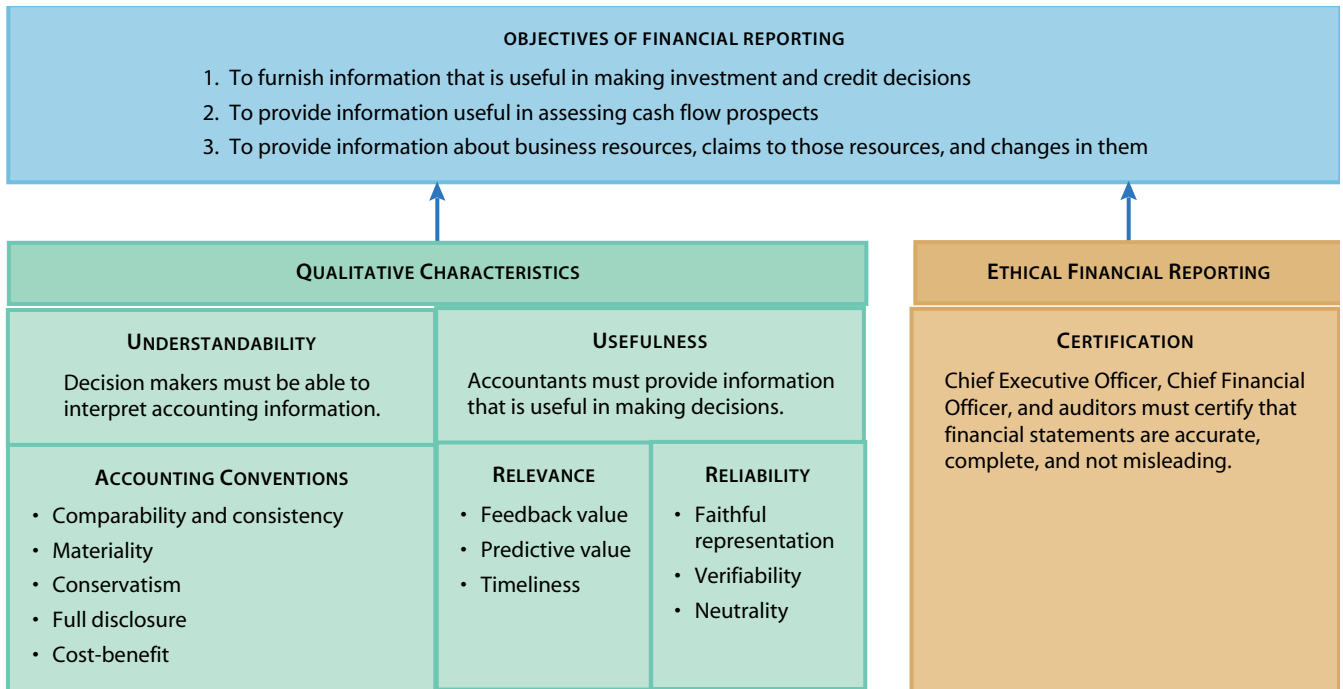 OBJECTIVES OF FINANCIAL REPORTING
1. To furnish information that is useful in making investment and credit decisions
2. To provide information useful in assessing cash flow prospects
3. To provide information about business resources, claims to those resources, and changes in them
QUALITATIVE CHARACTERISTICS
UNDERSTANDABILITY
Decision makers must be able to
interpret accounting information.
USEFULNESS
Accountants must provide information
that is useful in making decisions.
ACCOUNTING CONVENTIONS
• Comparability and consistency
• Materiality
• Conservatism
• Full disclosure
• Cost-benefit
RELEVANCE
• Feedback value
• Predictive value
• Timeliness
RELIABILITY
• Faithful
representation
• Verifiability
• Neutrality
ETHICAL FINANCIAL REPORTING
CERTIFICATION
Chief Executive Officer, Chief Financial
Officer, and auditors must certify that
financial statements are accurate,
complete, and not misleading.